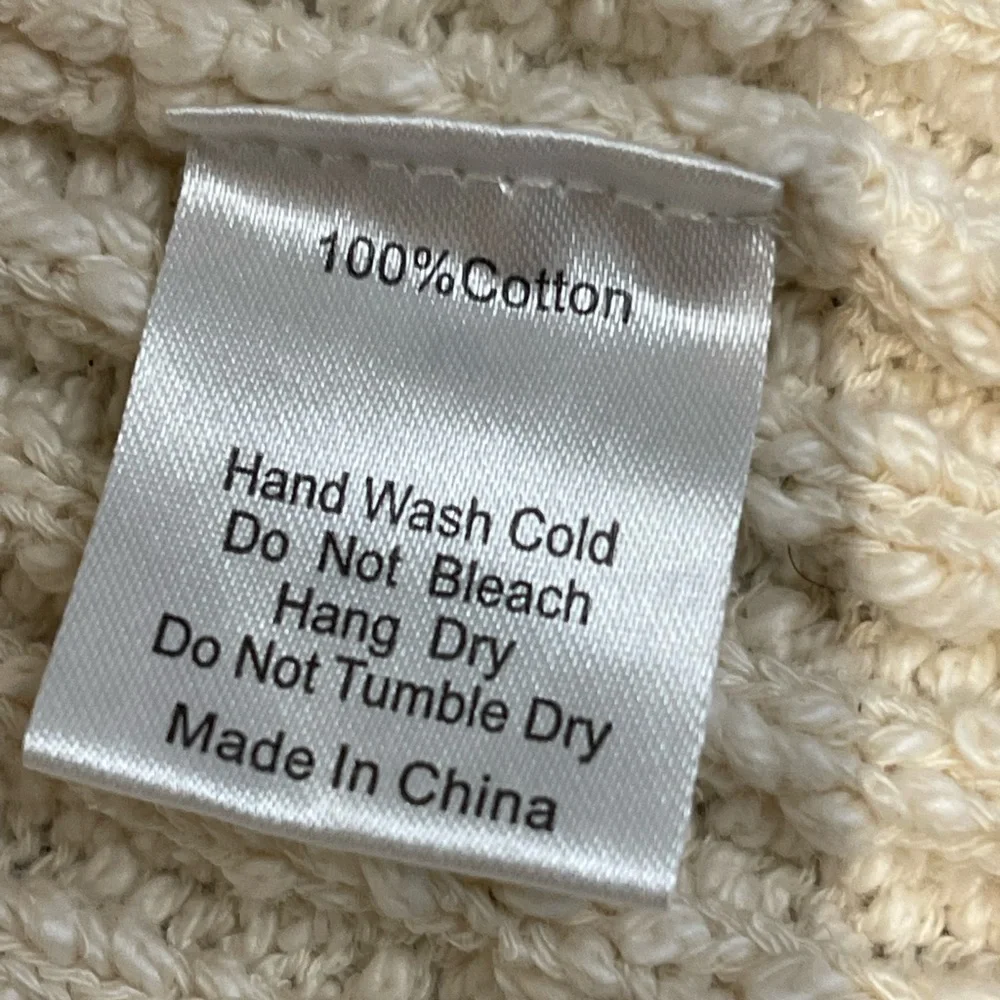 100%Cotton
Hand Wash Cold
Do Not Bleach
Hang Dry
Do Not Tumble Dry
Made In China